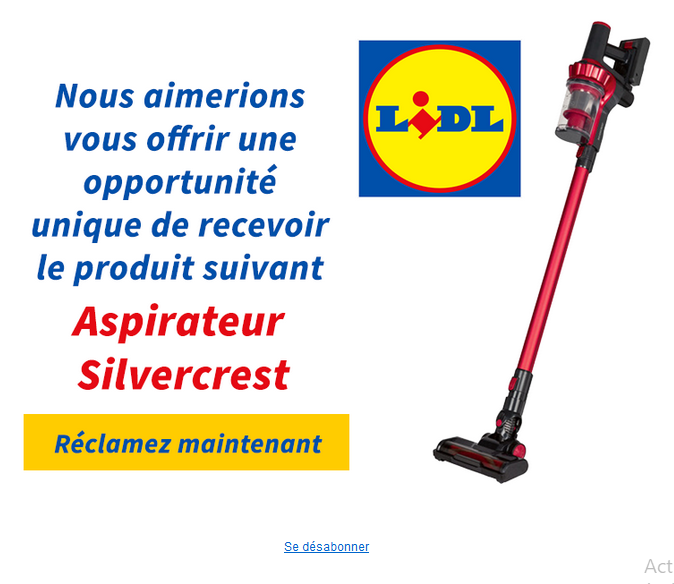 Nous aimerions
vous offrir une
opportunité
unique de recevoir
le produit suivant
Aspirateur
Silvercrest
Réclamez maintenant
LIDL
Se désabonner
Act